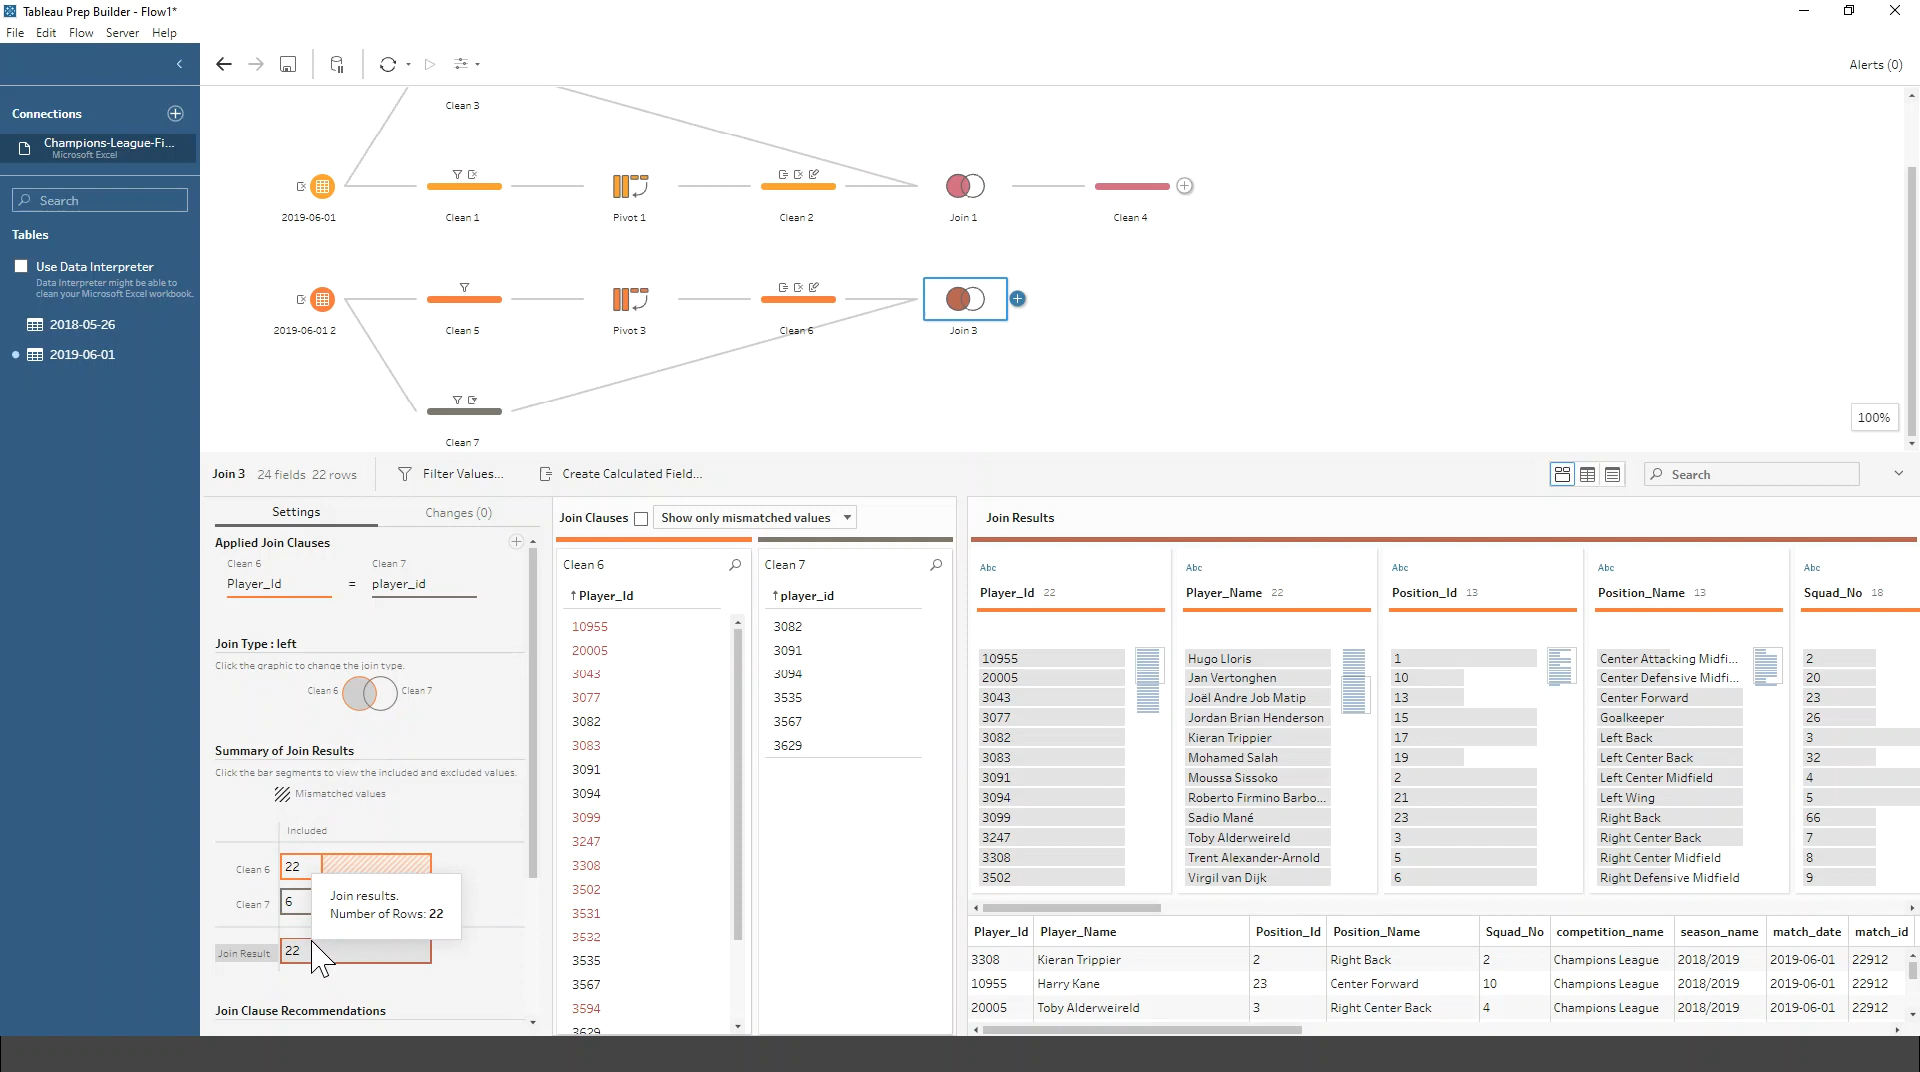 Tableau Prep Builder - Flow1*
File Edit Flow Server Help
Alerts (0)
Connections
Champions-League-Fi...
Microsoft Excel
Search
Tables
Use Data Interpreter
Data Interpreter might be able to
clean your Microsoft Excel workbook.
2018-05-26
2019-06-01
Clean 3
2019-06-01
Clean 1
Pivot 1
Clean 2
Join 1
Clean 4
2019-06-01 2
Clean 5
Pivot 3
Clean 6
Join 3
Clean 7
100%
Join 3 24 fields 22 rows
Filter Values...
Create Calculated Field...
Search
Settings
Changes (0)
Applied Join Clauses
Clean 6 Clean 7
Player_Id = player_id
Join Type : left
Click the graphic to change the join type.
Clean 6 Clean 7
Summary of Join Results
Click the bar segments to view the included and excluded values.
Mismatched values
Included
Clean 6 22
Clean 7 6
Join results.
Number of Rows: 22
Join Result 22
Join Clause Recommendations
Join Clauses Show only mismatched values
Clean 6
Player_Id
10955
20005
3043
3077
3082
3083
3091
3094
3099
3247
3308
3502
3531
3532
3535
3567
3594
3629
Clean 7
player_id
3082
3091
3094
3535
3567
3629
Join Results
Abc
Player_Id 22
10955
20005
3043
3077
3082
3083
3091
3094
3099
3247
3308
3502
Abc
Player_Name 22
Hugo Lloris
Jan Vertonghen
Joël Andre Job Matip
Jordan Brian Henderson
Kieran Trippier
Mohamed Salah
Moussa Sissoko
Roberto Firmino Barbo...
Sadio Mané
Toby Alderweireld
Trent Alexander-Arnold
Virgil van Dijk
Abc
Position_Id 13
1
10
13
15
17
19
2
21
23
3
5
6
Abc
Position_Name 13
Center Attacking Midfi...
Center Defensive Midfi...
Center Forward
Goalkeeper
Left Back
Left Center Back
Left Center Midfield
Left Wing
Right Back
Right Center Back
Right Center Midfield
Right Defensive Midfield
Abc
Squad_No 18
2
20
23
26
3
32
4
5
66
7
8
9
Player_Id Player_Name Position_Id Position_Name Squad_No competition_name season_name match_date match_id
3308 Kieran Trippier 2 Right Back 2 Champions League 2018/2019 2019-06-01 22912
10955 Harry Kane 23 Center Forward 10 Champions League 2018/2019 2019-06-01 22912
20005 Toby Alderweireld 3 Right Center Back 4 Champions League 2018/2019 2019-06-01 22912